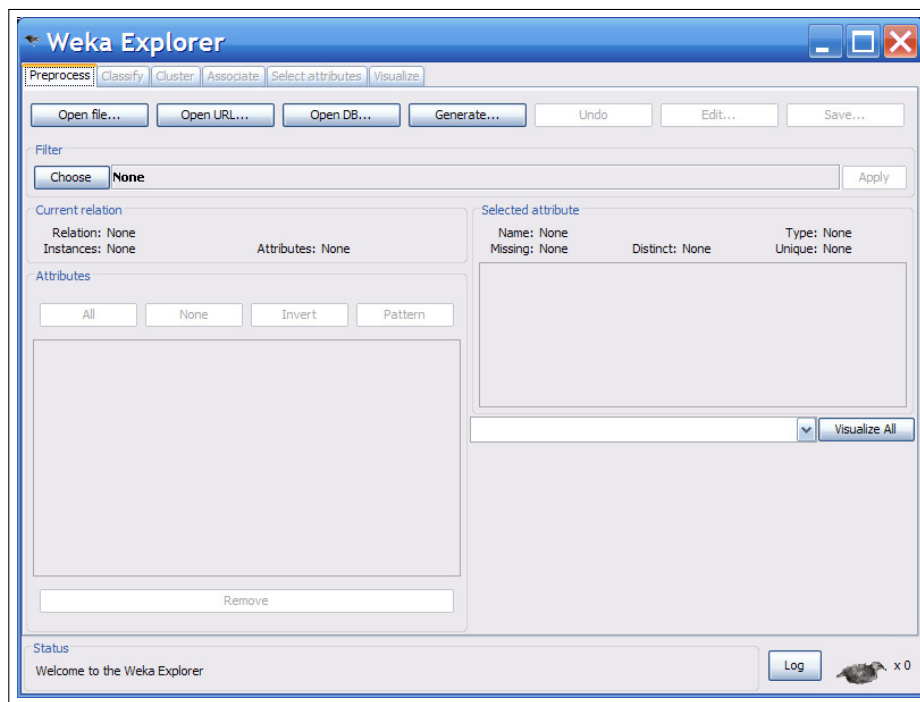 Weka Explorer
Preprocess Classify Cluster Associate Select attributes Visualize
Open file... Open URL... Open DB... Generate... Undo Edit... Save...
Filter
Choose None Apply
Current relation
Relation: None
Instances: None Attributes: None
Selected attribute
Name: None Type: None
Missing: None Distinct: None Unique: None
Attributes
All None Invert Pattern
Visualize All
Remove
Status
Welcome to the Weka Explorer
Log x 0